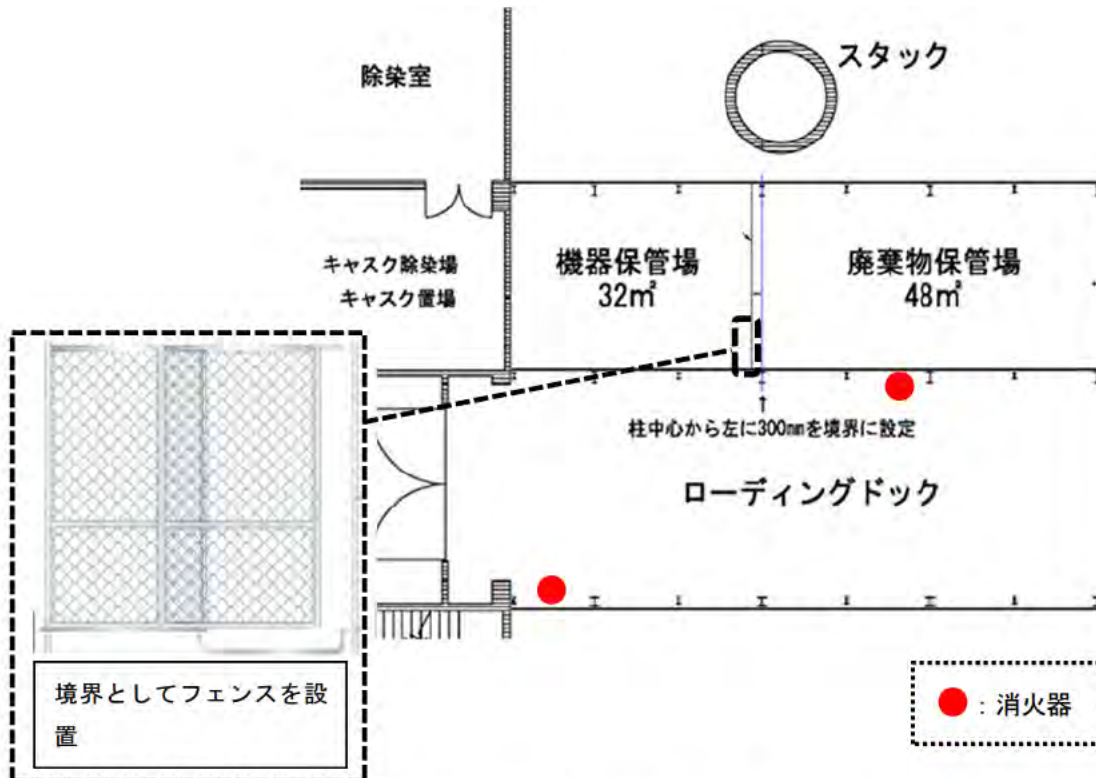 スタック
除染室
キャスク除染場
キャスク置場
機器保管場
32㎡
廃棄物保管場
48㎡
柱中心から左に300㎜を境界に設定
ローディングドック
境界としてフェンスを設
置
：消火器